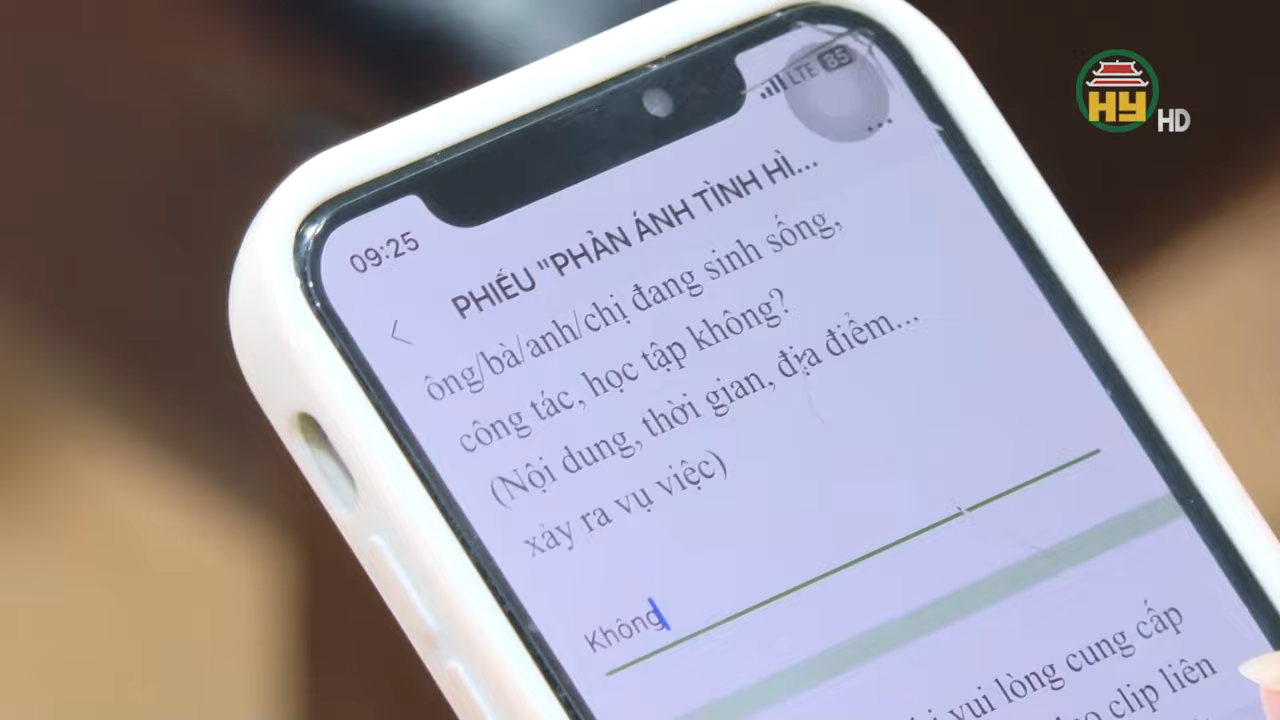 HY HD
09:25
LTE 85
PHIẾU "PHẢN ÁNH TÌNH HÌ...
ông/bà/anh/chị đang sinh sống,
công tác, học tập không?
(Nội dung, thời gian, địa điểm...
xảy ra vụ việc)
Không
vui lòng cung cấp
clip liên